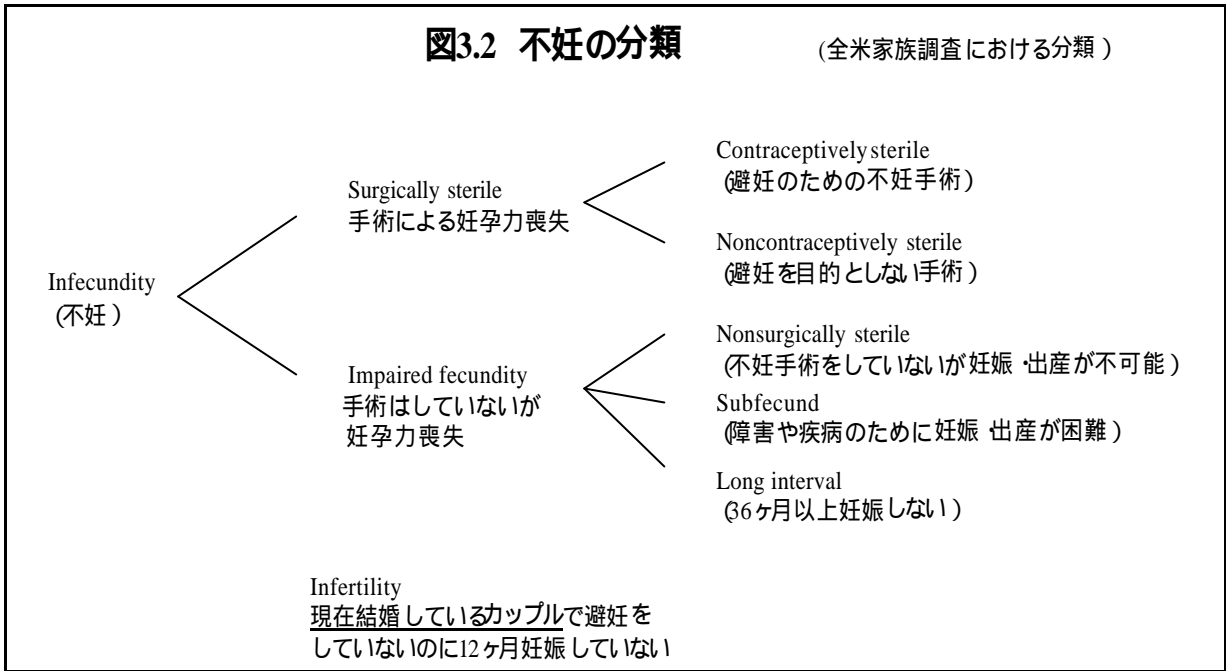 図3.2 不妊の分類 (全米家族調査における分類)
Contraceptively sterile
(避妊のための不妊手術)
Surgically sterile
手術による妊孕力喪失
Noncontraceptively sterile
(避妊を目的としない手術)
Infecundity
(不妊)
Nonsurgically sterile
(不妊手術をしていないが妊娠・出産が不可能)
Impaired fecundity
手術はしていないが
妊孕力喪失
Subfecund
(障害や疾病のために妊娠・出産が困難)
Long interval
(36ヶ月以上妊娠しない)
Infertility
現在結婚しているカップルで避妊を
していないのに12ヶ月妊娠していない